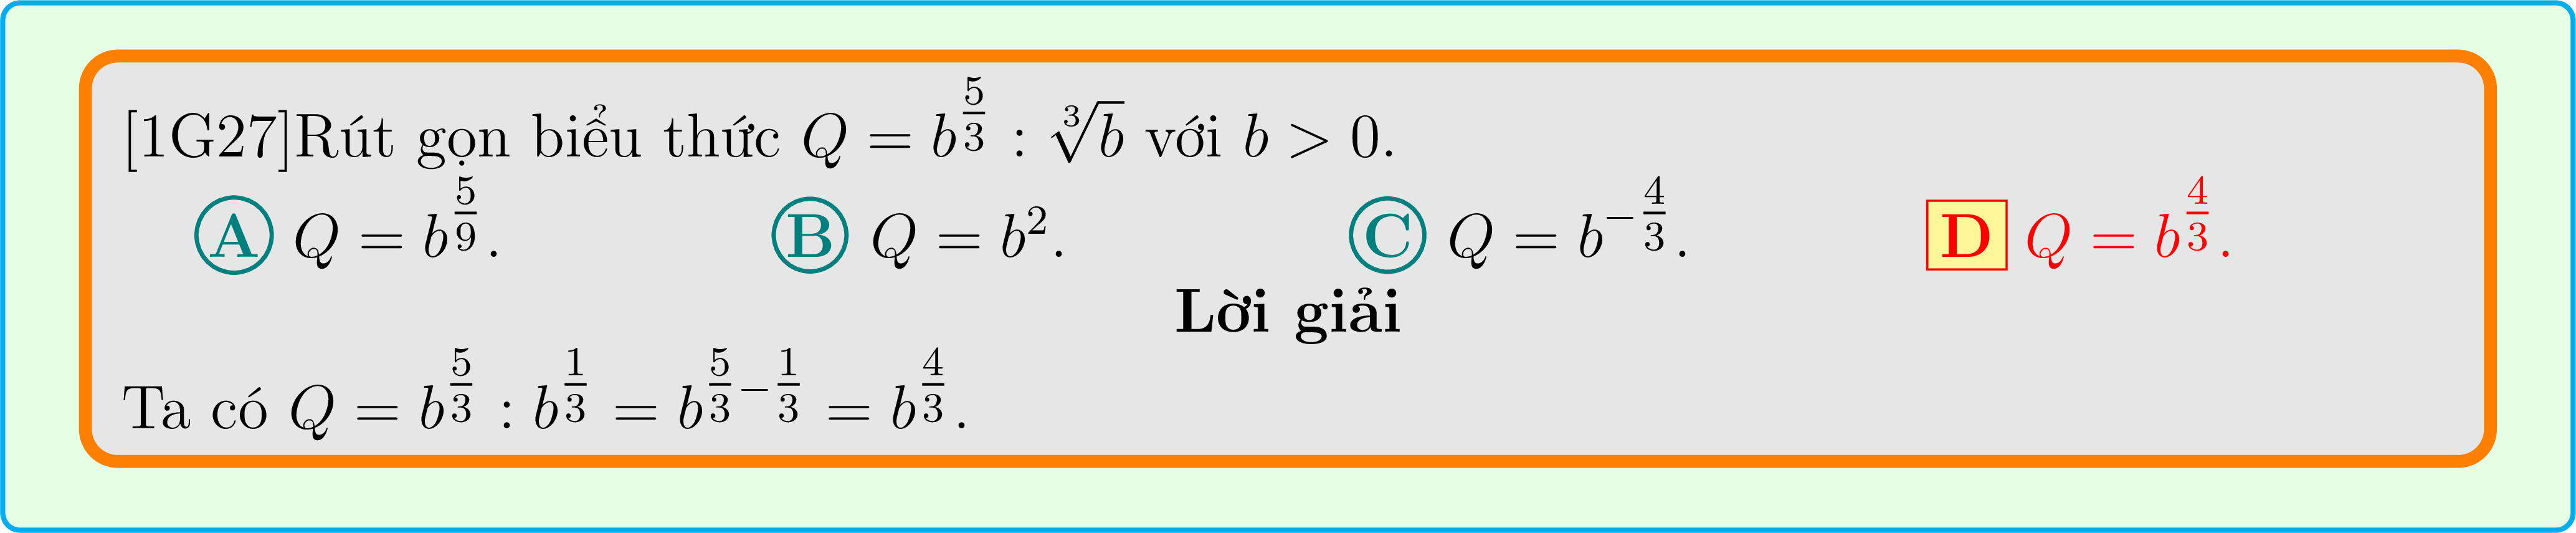 [1G27]Rút gọn biểu thức $Q = b^{\frac{5}{3}} : \sqrt[3]{b}$ với $b > 0$.
A $Q = b^{\frac{5}{9}}$. B $Q = b^2$. C $Q = b^{-\frac{4}{3}}$. D $Q = b^{\frac{4}{3}}$.
Lời giải
Ta có $Q = b^{\frac{5}{3}} : b^{\frac{1}{3}} = b^{\frac{5}{3}-\frac{1}{3}} = b^{\frac{4}{3}}$.